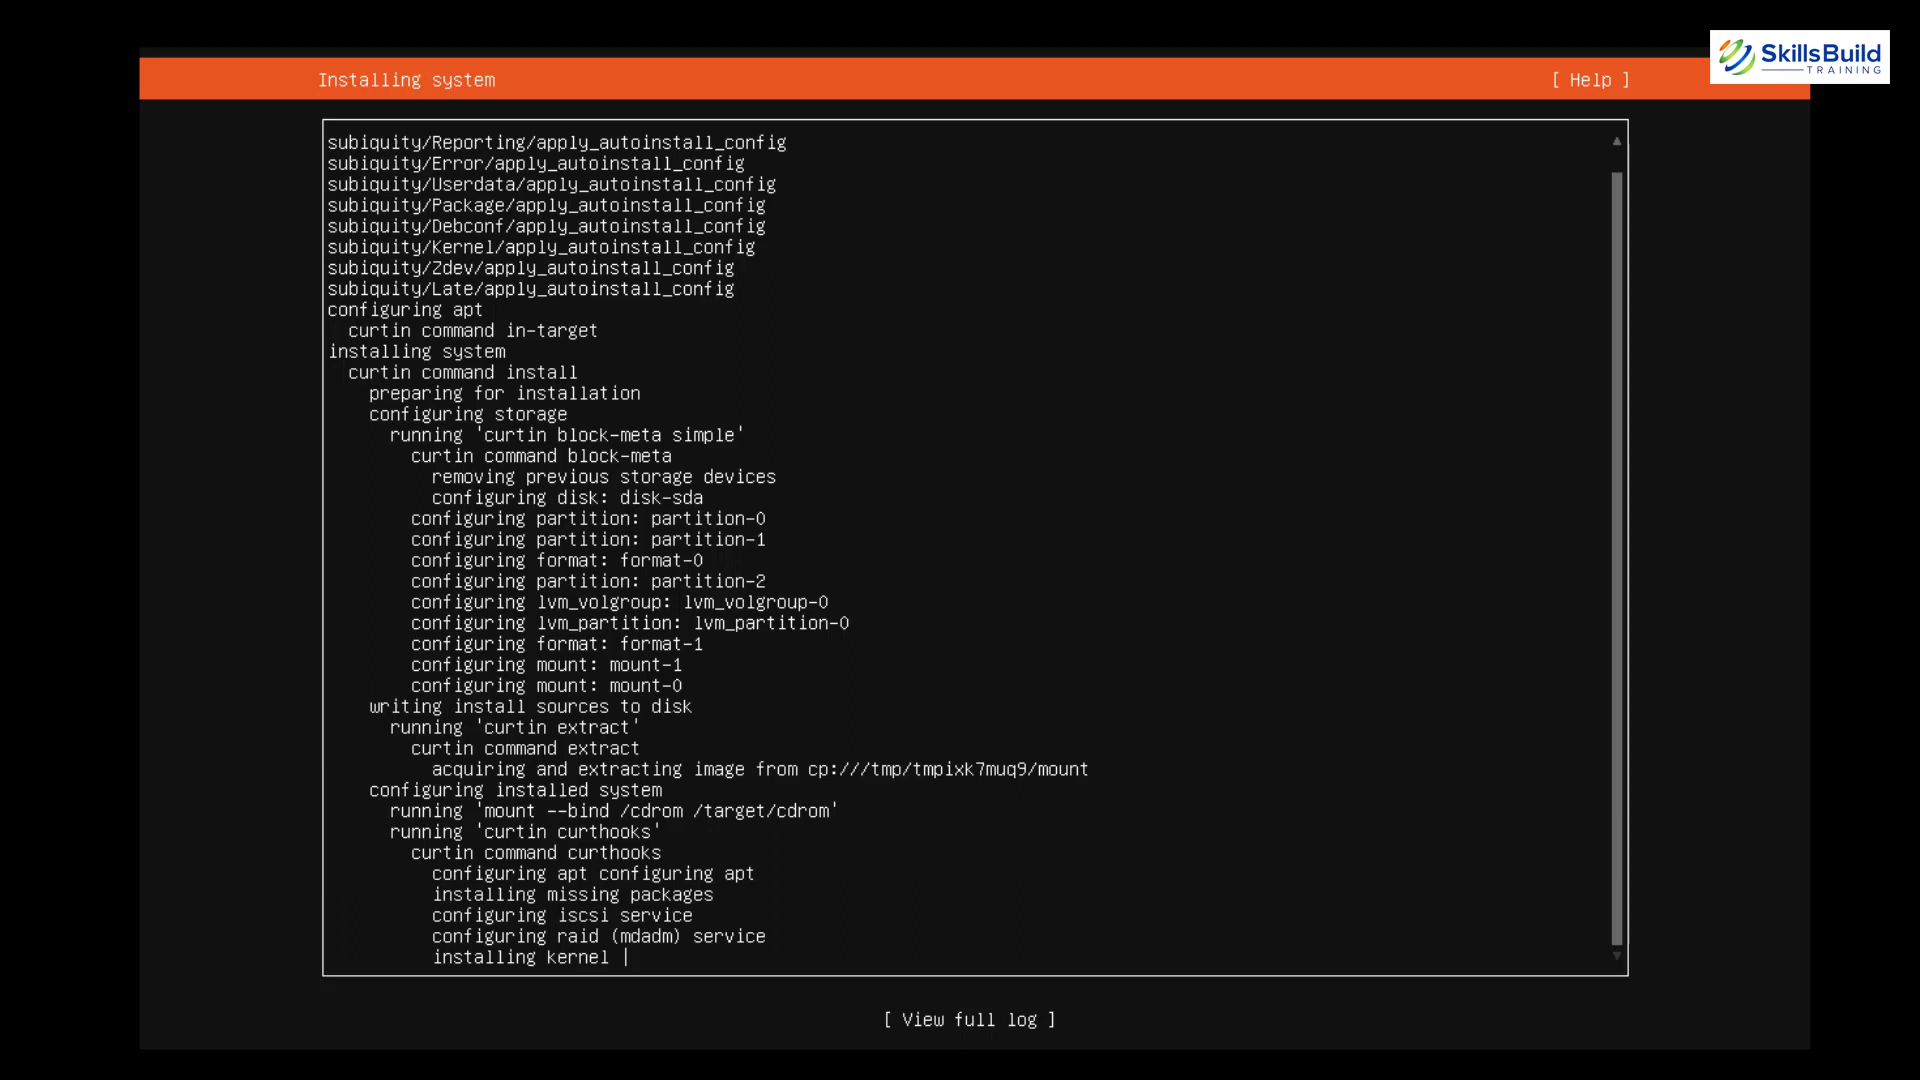 SkillsBuild
TRAINING
Installing system
[ Help ]
subiquity/Reporting/apply_autoinstall_config
subiquity/Error/apply_autoinstall_config
subiquity/Userdata/apply_autoinstall_config
subiquity/Package/apply_autoinstall_config
subiquity/Debconf/apply_autoinstall_config
subiquity/Kernel/apply_autoinstall_config
subiquity/Zdev/apply_autoinstall_config
subiquity/Late/apply_autoinstall_config
configuring apt
  curtin command in-target
installing system
  curtin command install
    preparing for installation
    configuring storage
      running 'curtin block-meta simple'
        curtin command block-meta
          removing previous storage devices
          configuring disk: disk-sda
        configuring partition: partition-0
        configuring partition: partition-1
        configuring format: format-0
        configuring partition: partition-2
        configuring lvm_volgroup: lvm_volgroup-0
        configuring lvm_partition: lvm_partition-0
        configuring format: format-1
        configuring mount: mount-1
        configuring mount: mount-0
    writing install sources to disk
      running 'curtin extract'
        curtin command extract
          acquiring and extracting image from cp:///tmp/tmpixk7muq9/mount
    configuring installed system
      running 'mount --bind /cdrom /target/cdrom'
      running 'curtin curthooks'
        curtin command curthooks
          configuring apt configuring apt
          installing missing packages
          configuring iscsi service
          configuring raid (mdadm) service
          installing kernel |
[ View full log ]